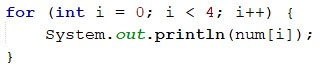 for (int i = 0; i < 4; i++) {
    System.out.println(num[i]);
}